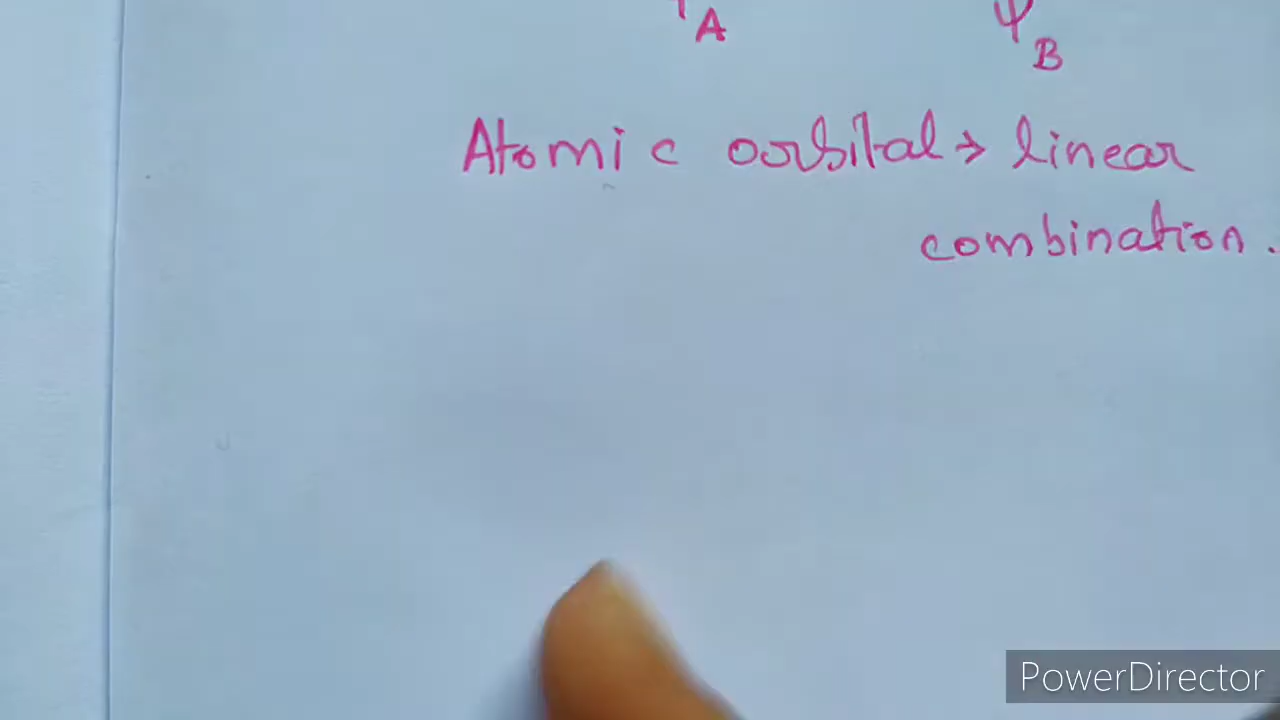 ψA ψB
Atomic orbital → linear
combination.
PowerDirector